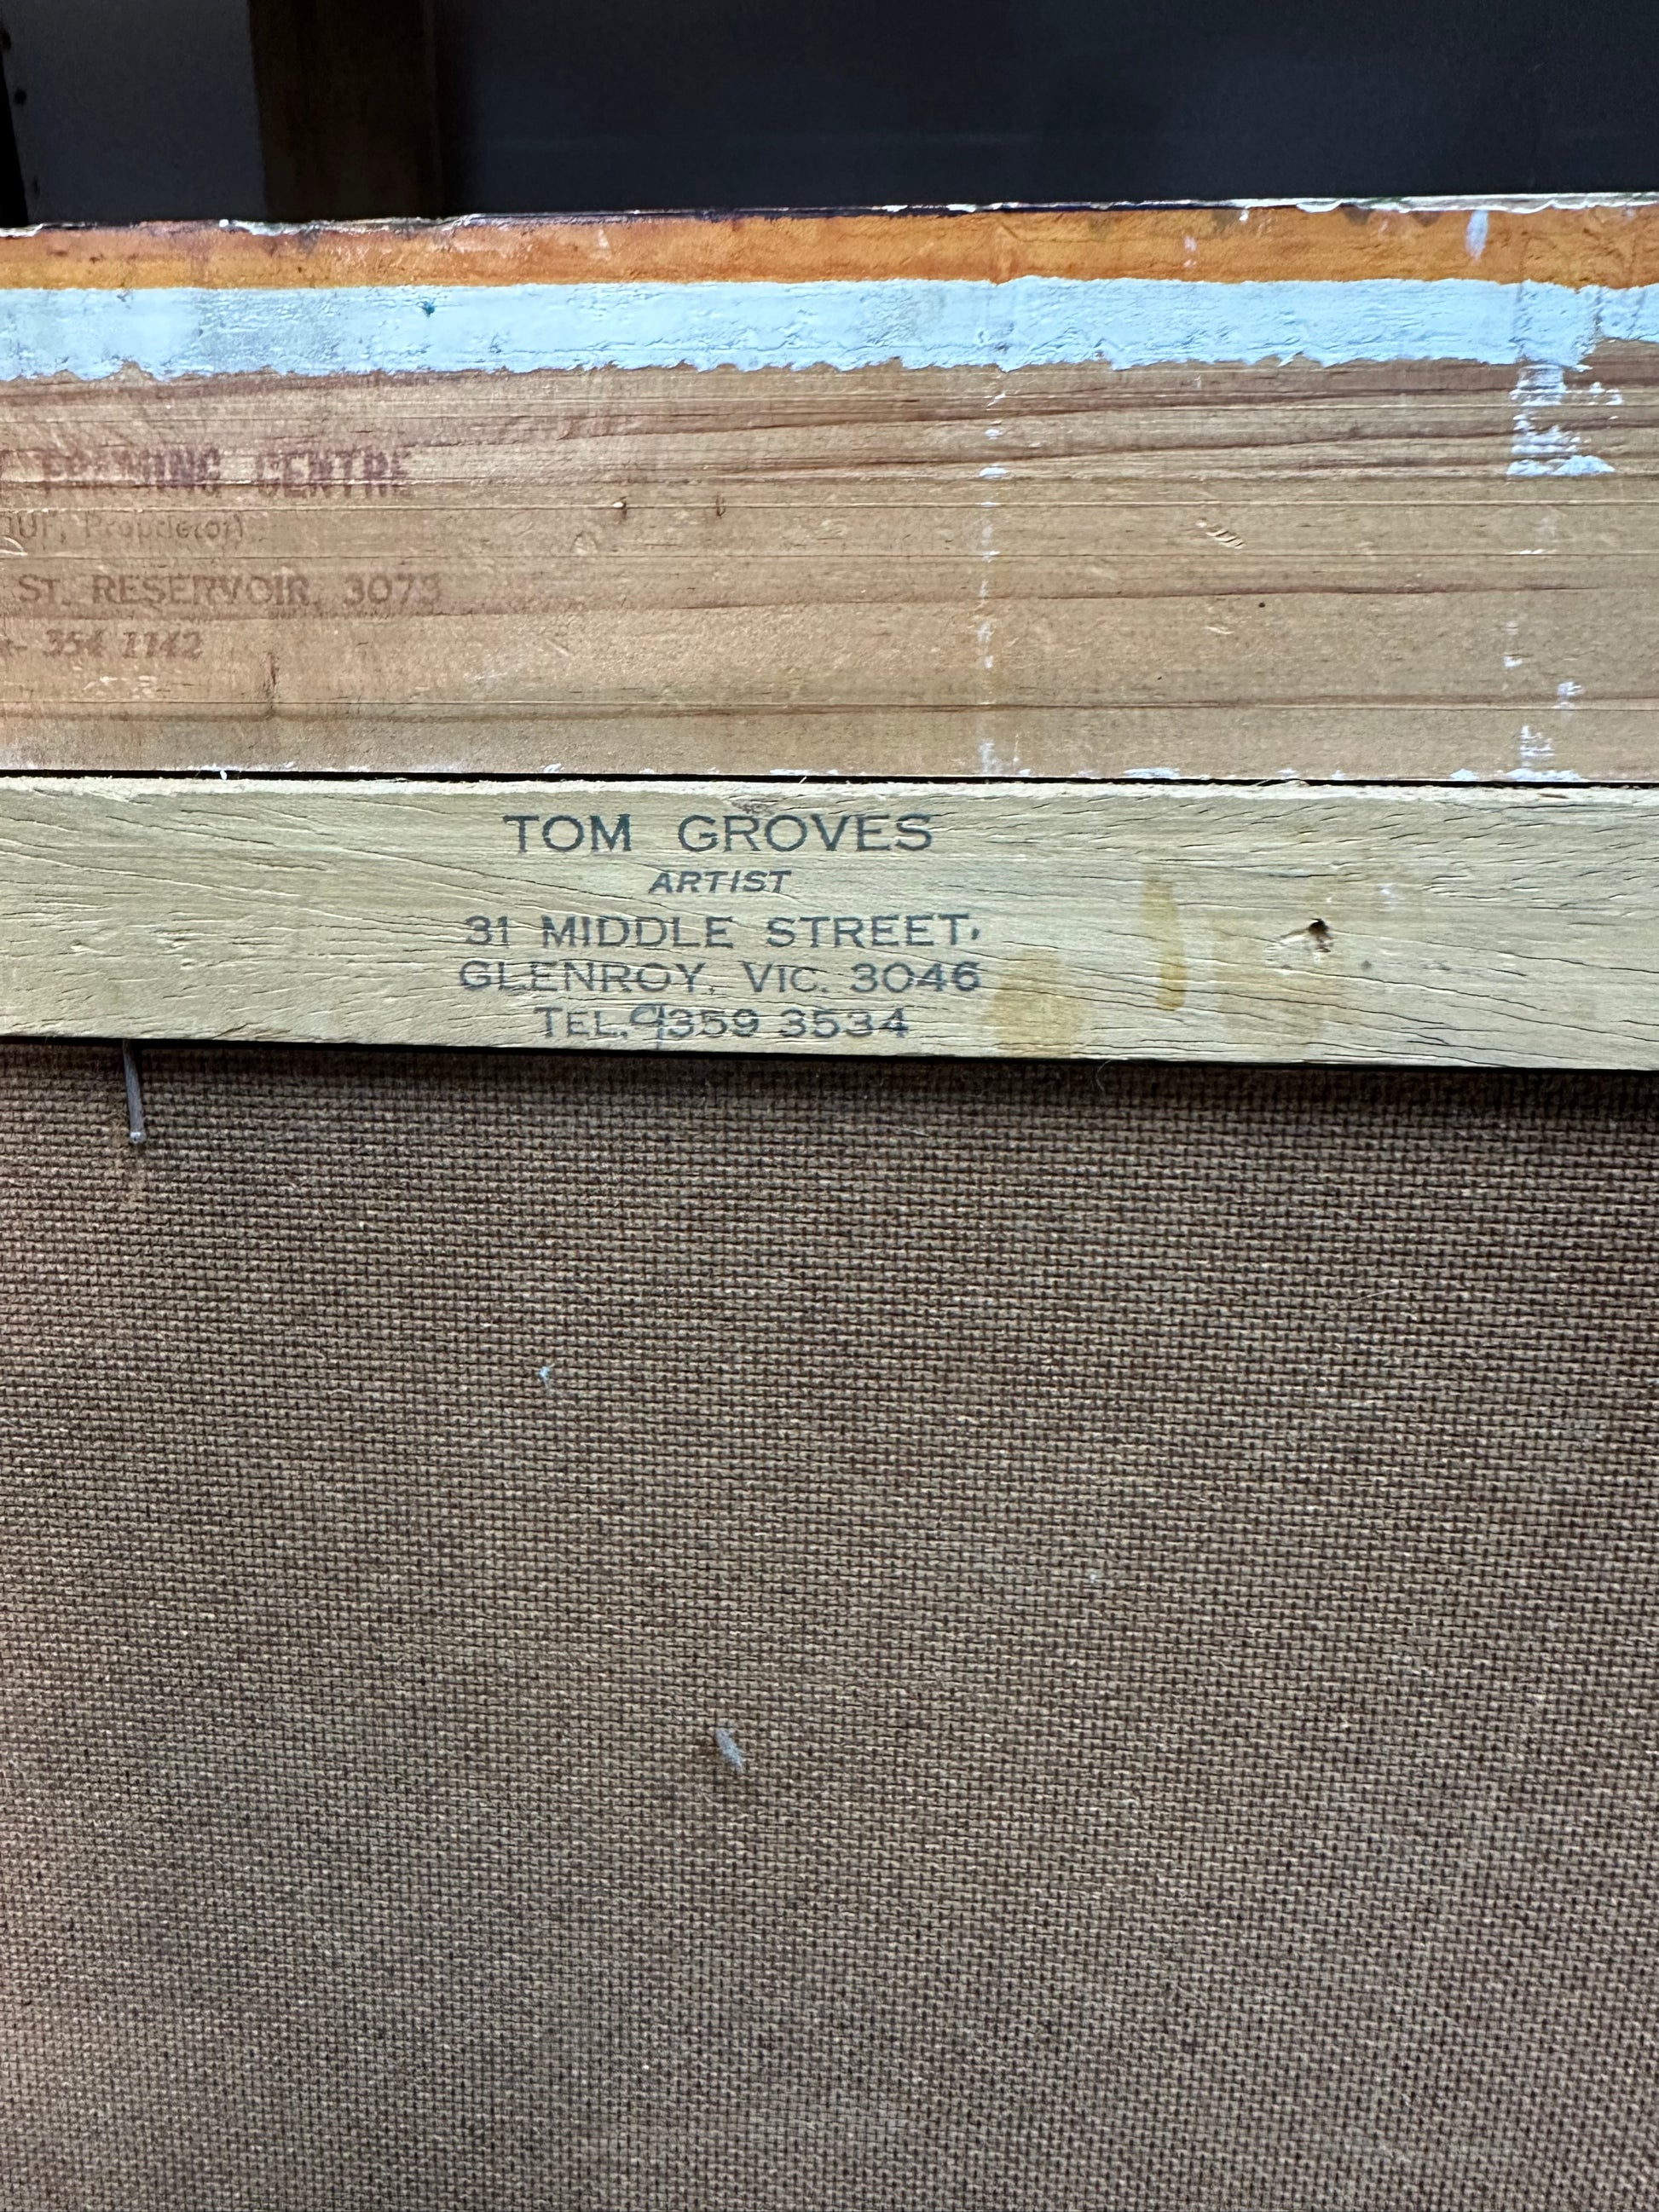 FRAMING CENTRE
Proprietor)
ST. RESERVOIR, 3073
354 1142
TOM GROVES
ARTIST
31 MIDDLE STREET,
GLENROY, VIC. 3046
TEL. 9359 3534